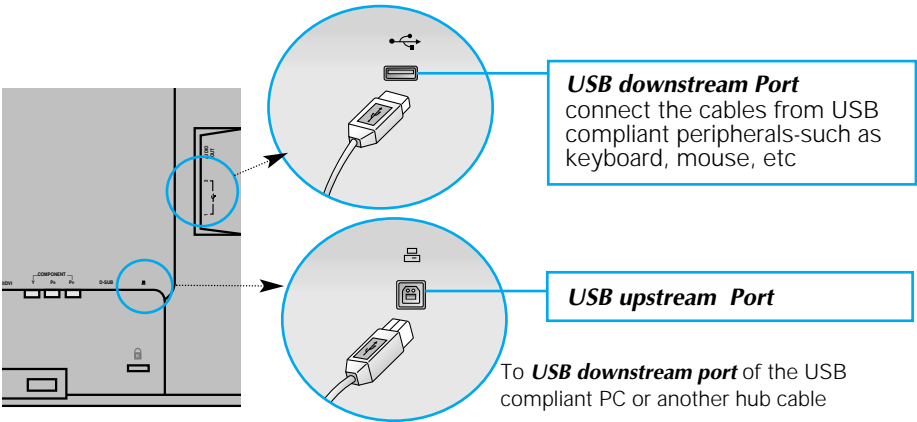 USB downstream Port
connect the cables from USB
compliant peripherals-such as
keyboard, mouse, etc
OUT
COMPONENT
Y
D-SUB
USB upstream Port
To USB downstream port of the USB
compliant PC or another hub cable